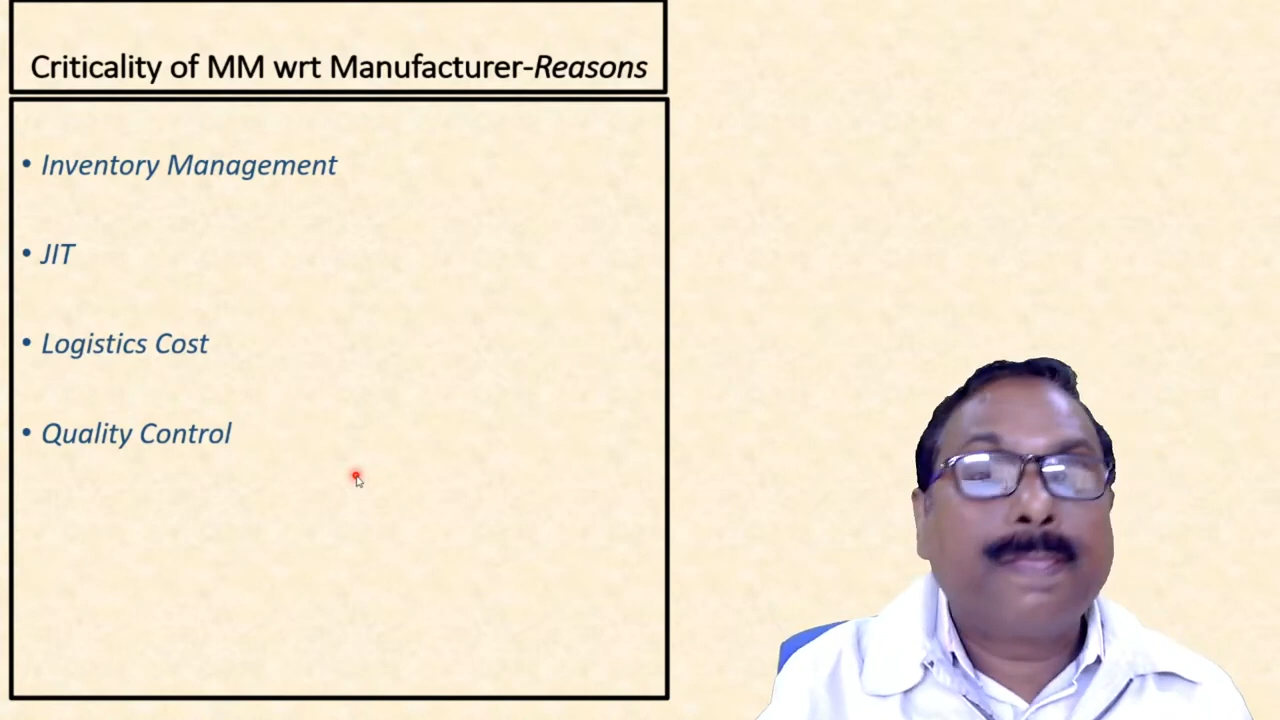 Criticality of MM wrt Manufacturer-Reasons
• Inventory Management
• JIT
• Logistics Cost
• Quality Control